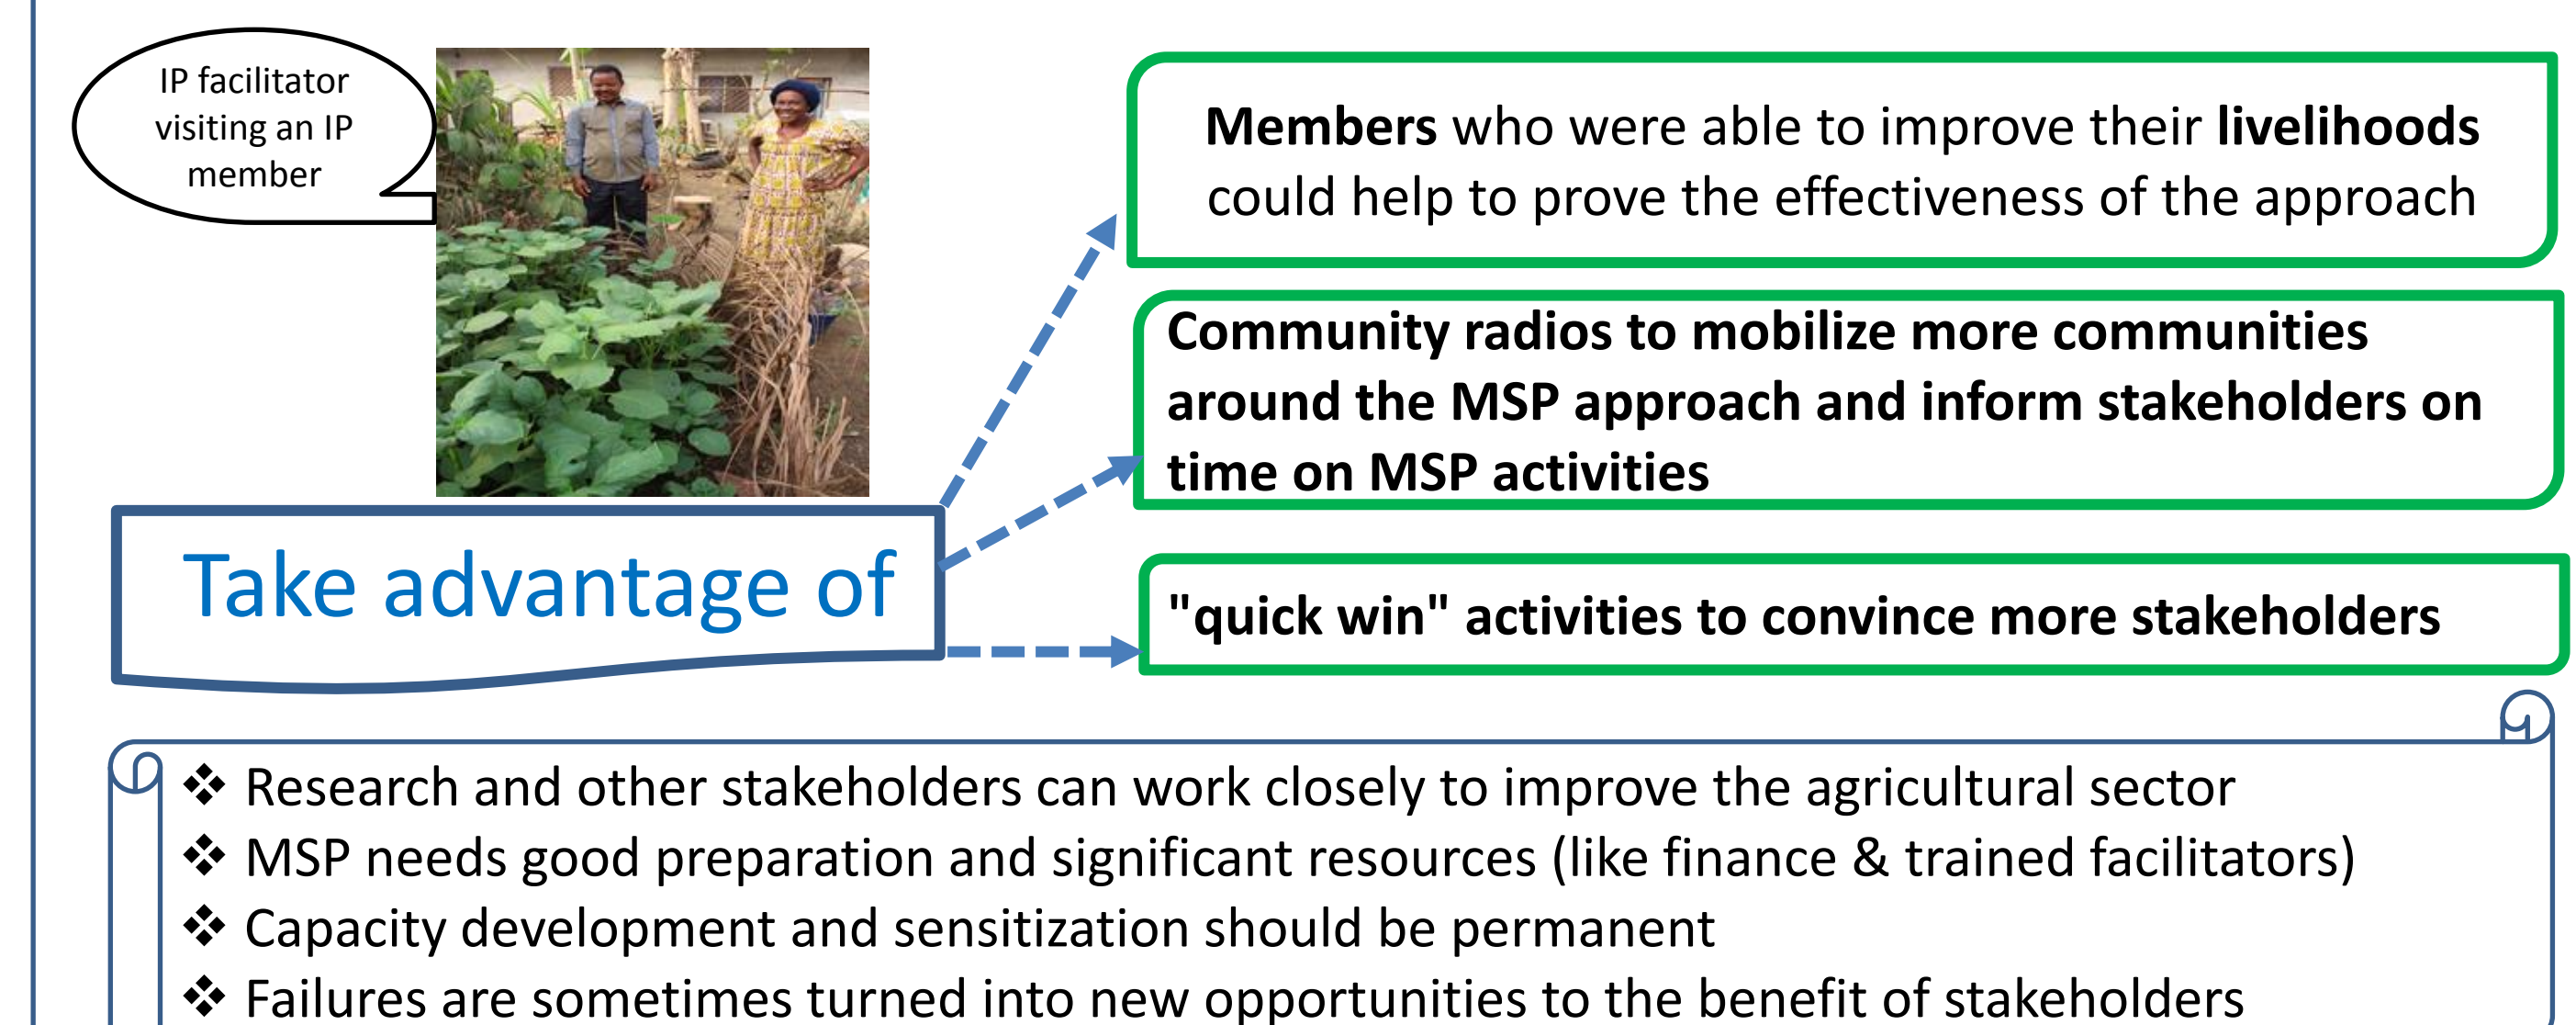 IP facilitator
visiting an IP
member
Members who were able to improve their livelihoods
could help to prove the effectiveness of the approach
Community radios to mobilize more communities
around the MSP approach and inform stakeholders on
time on MSP activities
Take advantage of
"quick win" activities to convince more stakeholders
❖ Research and other stakeholders can work closely to improve the agricultural sector
❖ MSP needs good preparation and significant resources (like finance & trained facilitators)
❖ Capacity development and sensitization should be permanent
❖ Failures are sometimes turned into new opportunities to the benefit of stakeholders